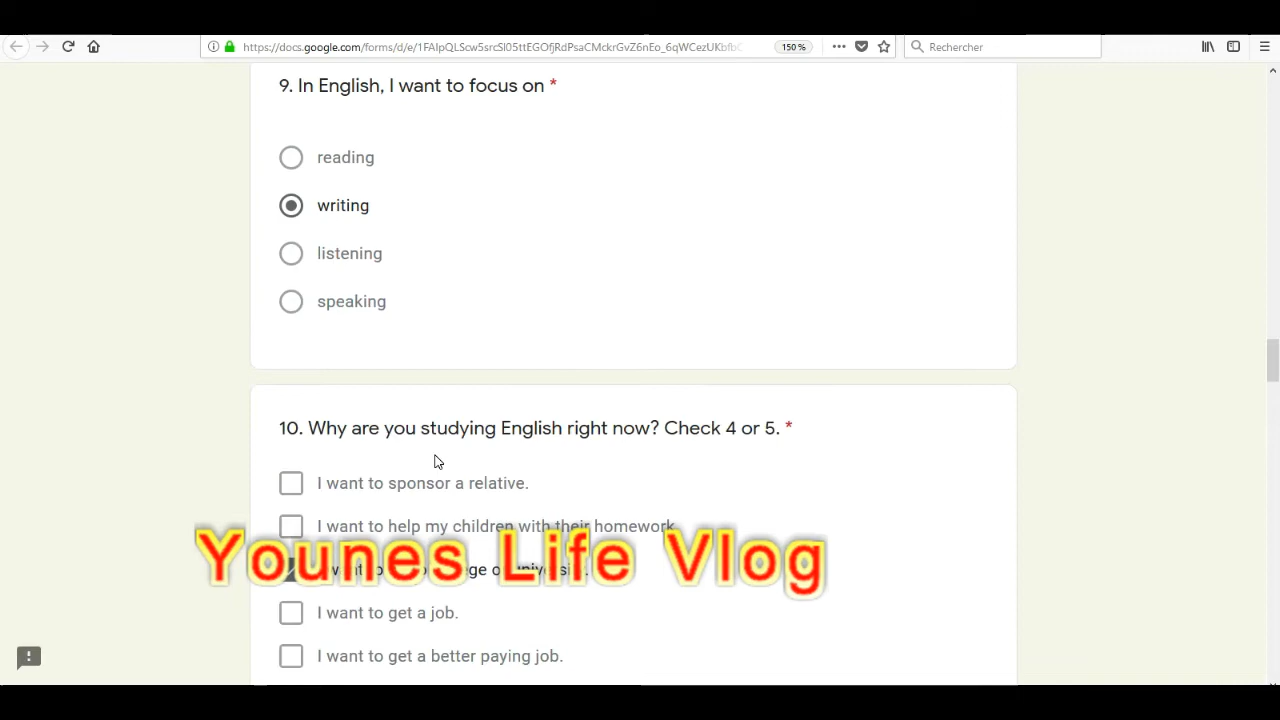 https://docs.google.com/forms/d/e/1FAIpQLScw5srcSl05ttEGOfjRdPsaCMckrGvZ6nEo_6qWCezUKbfbC
150 %
Rechercher
9. In English, I want to focus on *
reading
writing
listening
speaking
10. Why are you studying English right now? Check 4 or 5. *
I want to sponsor a relative.
I want to help my children with their homework.
Younes Life Vlog
I want to get a job.
I want to get a better paying job.